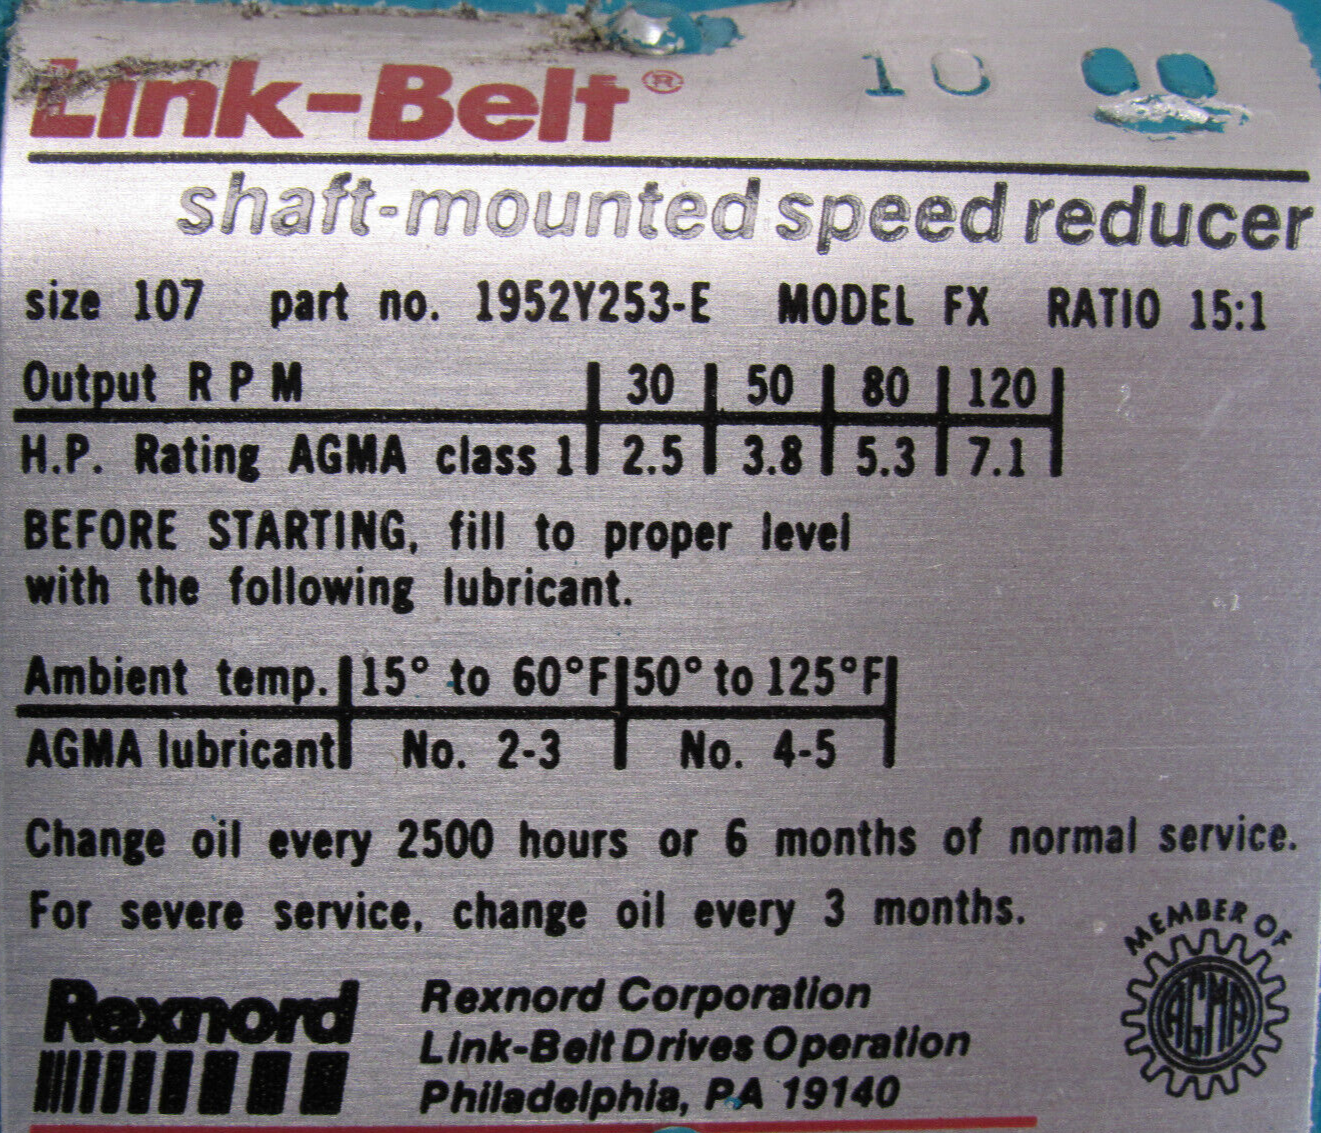 Link-Belt® 10 00
shaft-mounted speed reducer
size 107 part no. 1952Y253-E MODEL FX RATIO 15:1
Output R P M 30 50 80 120
H.P. Rating AGMA class 1 2.5 3.8 5.3 7.1
BEFORE STARTING, fill to proper level
with the following lubricant.
Ambient temp. 15° to 60°F 50° to 125°F
AGMA lubricant No. 2-3 No. 4-5
Change oil every 2500 hours or 6 months of normal service.
For severe service, change oil every 3 months.
MEMBER OF
AGMA
Rexnord
Rexnord Corporation
Link-Belt Drives Operation
Philadelphia, PA 19140